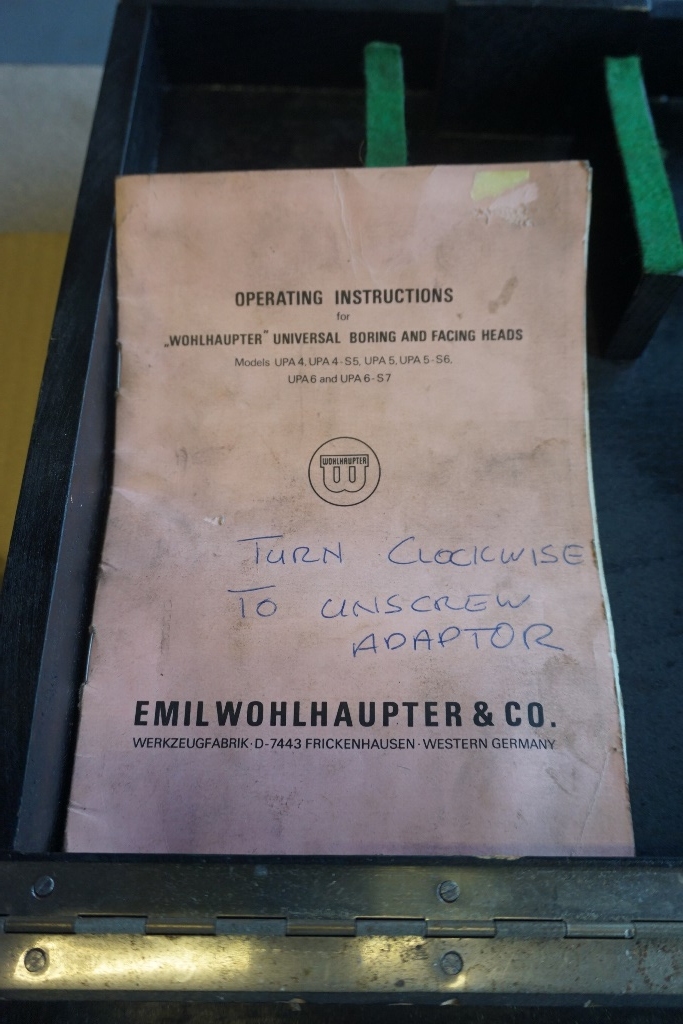 OPERATING INSTRUCTIONS
for
„WOHLHAUPTER" UNIVERSAL BORING AND FACING HEADS
Models UPA 4, UPA 4-S5, UPA 5, UPA 5-S6,
UPA 6 and UPA 6-S7
WOHLHAUPTER
TURN CLOCKWISE
TO UNSCREW
ADAPTOR
EMIL WOHLHAUPTER & CO.
WERKZEUGFABRIK · D-7443 FRICKENHAUSEN · WESTERN GERMANY